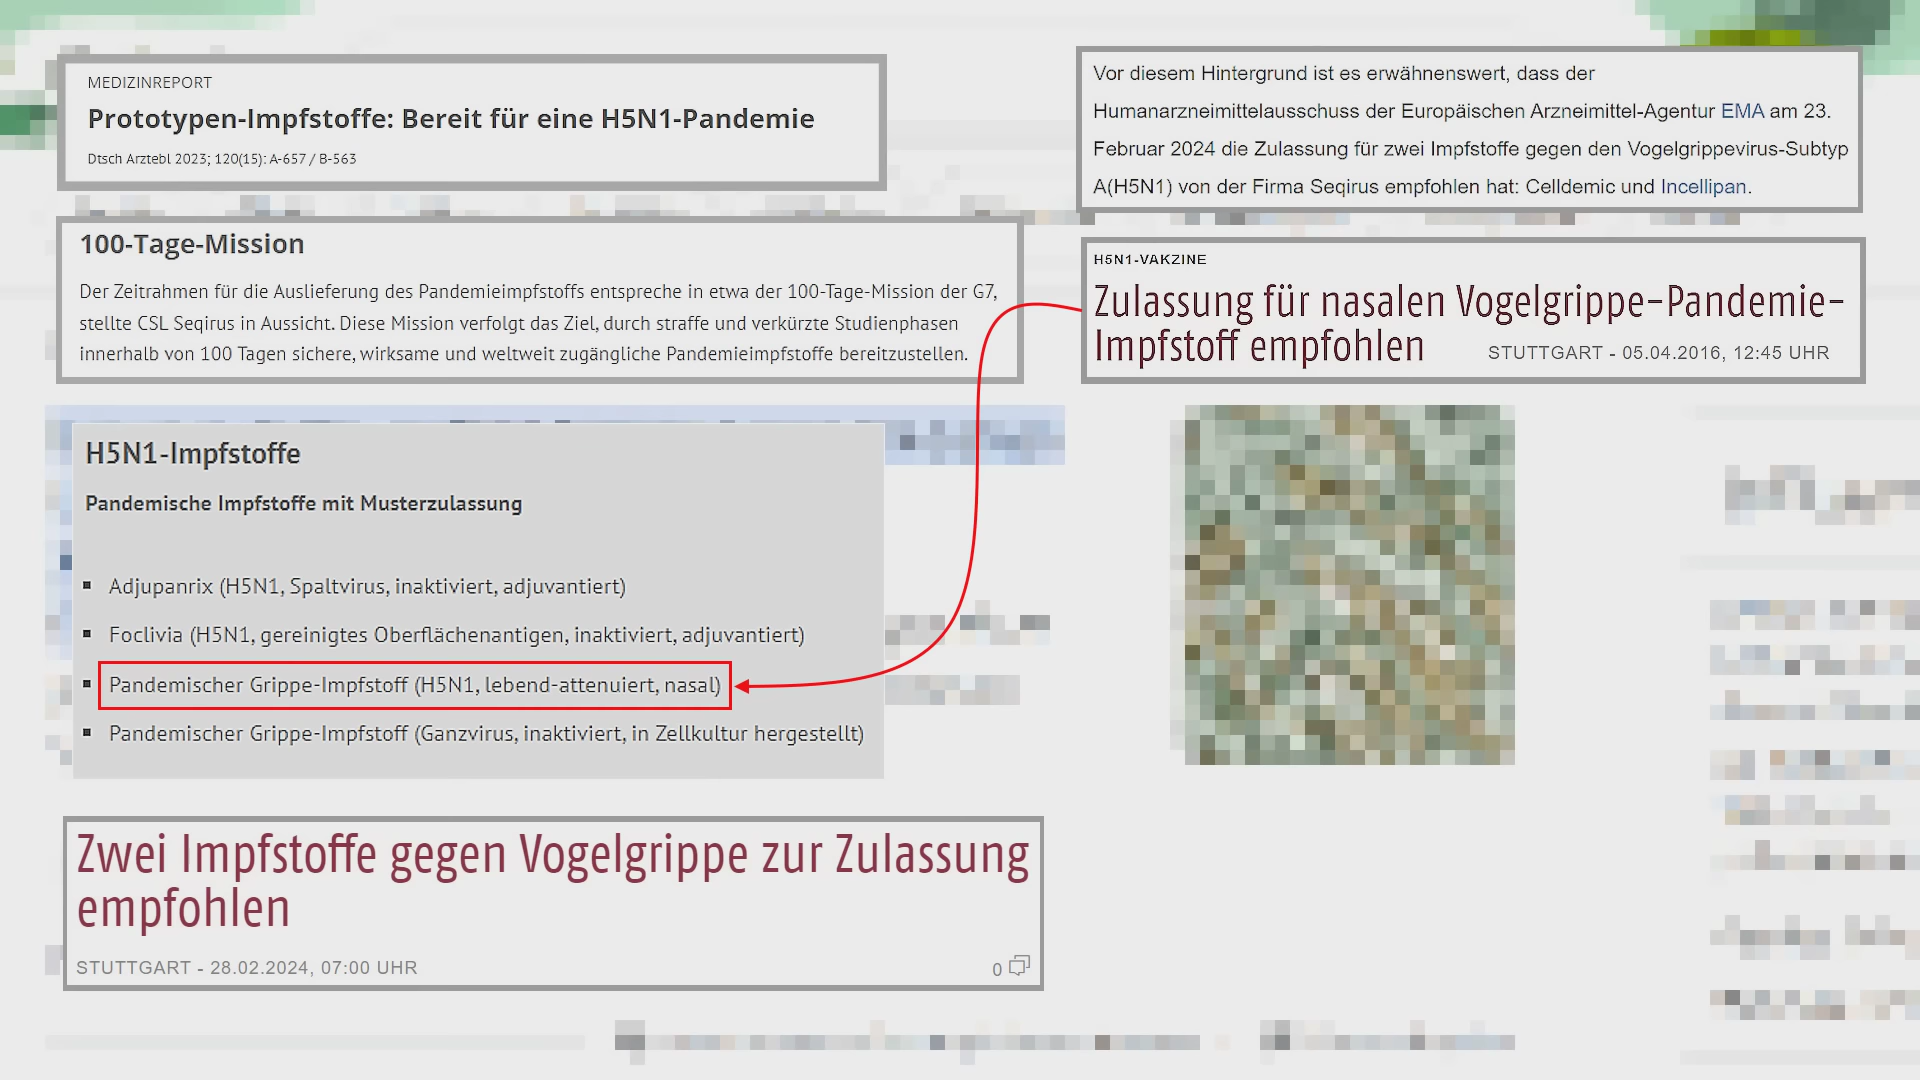 MEDIZINREPORT
Prototypen-Impfstoffe: Bereit für eine H5N1-Pandemie
Dtsch Arztebl 2023; 120(15): A-657 / B-563
100-Tage-Mission
Der Zeitrahmen für die Auslieferung des Pandemieimpfstoffs entspreche in etwa der 100-Tage-Mission der G7,
stellte CSL Seqirus in Aussicht. Diese Mission verfolgt das Ziel, durch straffe und verkürzte Studienphasen
innerhalb von 100 Tagen sichere, wirksame und weltweit zugängliche Pandemieimpfstoffe bereitzustellen.
H5N1-Impfstoffe
Pandemische Impfstoffe mit Musterzulassung
▪ Adjupanrix (H5N1, Spaltvirus, inaktiviert, adjuvantiert)
▪ Foclivia (H5N1, gereinigtes Oberflächenantigen, inaktiviert, adjuvantiert)
▪ Pandemischer Grippe-Impfstoff (H5N1, lebend-attenuiert, nasal)
▪ Pandemischer Grippe-Impfstoff (Ganzvirus, inaktiviert, in Zellkultur hergestellt)
Zwei Impfstoffe gegen Vogelgrippe zur Zulassung
empfohlen
STUTTGART - 28.02.2024, 07:00 UHR
0
Vor diesem Hintergrund ist es erwähnenswert, dass der
Humanarzneimittelausschuss der Europäischen Arzneimittel-Agentur EMA am 23.
Februar 2024 die Zulassung für zwei Impfstoffe gegen den Vogelgrippevirus-Subtyp
A(H5N1) von der Firma Seqirus empfohlen hat: Celldemic und Incellipan.
H5N1-VAKZINE
Zulassung für nasalen Vogelgrippe-Pandemie-
Impfstoff empfohlen
STUTTGART - 05.04.2016, 12:45 UHR